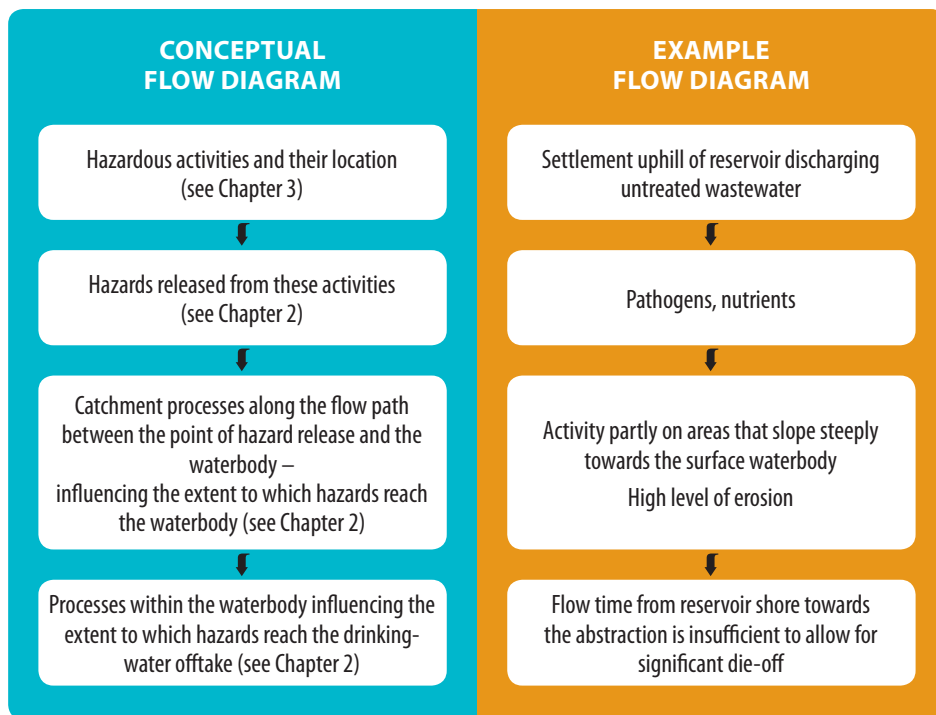 CONCEPTUAL
FLOW DIAGRAM
Hazardous activities and their location
(see Chapter 3)
Hazards released from these activities
(see Chapter 2)
Catchment processes along the flow path
between the point of hazard release and the
waterbody –
influencing the extent to which hazards reach
the waterbody (see Chapter 2)
Processes within the waterbody influencing the
extent to which hazards reach the drinking-
water offtake (see Chapter 2)
EXAMPLE
FLOW DIAGRAM
Settlement uphill of reservoir discharging
untreated wastewater
Pathogens, nutrients
Activity partly on areas that slope steeply
towards the surface waterbody
High level of erosion
Flow time from reservoir shore towards
the abstraction is insufficient to allow for
significant die-off